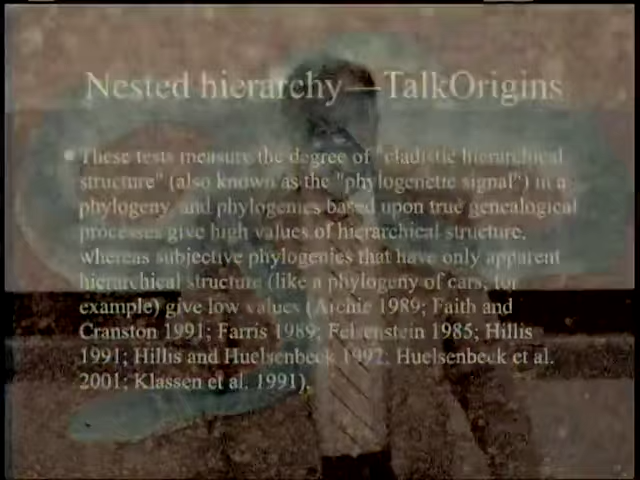 Nested hierarchy—TalkOrigins
• These tests measure the degree of "cladistic hierarchical
structure" (also known as the "phylogenetic signal") in a
phylogeny, and phylogenies based upon true genealogical
processes give high values of hierarchical structure,
whereas subjective phylogenies that have only apparent
hierarchical structure (like a phylogeny of cars, for
example) give low values (Archie 1989; Faith and
Cranston 1991; Farris 1989; Felsenstein 1985; Hillis
1991; Hillis and Huelsenbeck 1992; Huelsenbeck et al.
2001; Klassen et al. 1991).